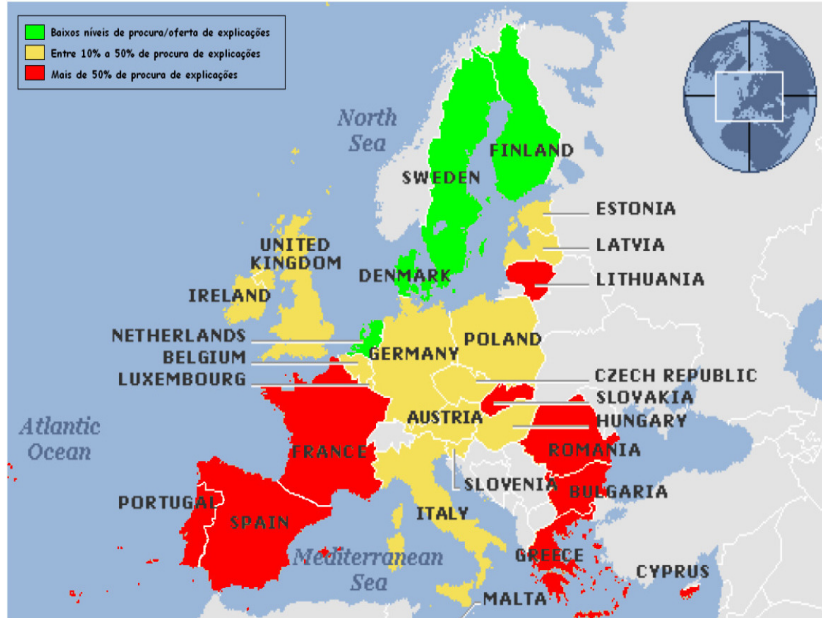 Baixos níveis de procura/oferta de explicações
Entre 10% a 50% de procura de explicações
Mais de 50% de procura de explicações
North
Sea
FINLAND
SWEDEN
ESTONIA
LATVIA
LITHUANIA
UNITED
KINGDOM
DENMARK
IRELAND
NETHERLANDS
BELGIUM
LUXEMBOURG
GERMANY
POLAND
CZECH REPUBLIC
SLOVAKIA
HUNGARY
AUSTRIA
Atlantic
Ocean
FRANCE
ROMANIA
SLOVENIA
BULGARIA
PORTUGAL
SPAIN
ITALY
Mediterranean
Sea
GREECE
CYPRUS
MALTA